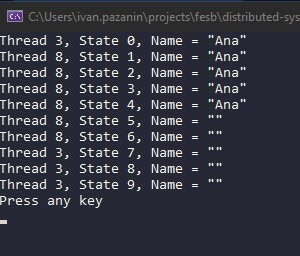 C:\Users\ivan.pazanin\projects\fesb\distributed-sys
Thread 3, State 0, Name = "Ana"
Thread 8, State 1, Name = "Ana"
Thread 8, State 2, Name = "Ana"
Thread 8, State 3, Name = "Ana"
Thread 8, State 4, Name = "Ana"
Thread 8, State 5, Name = ""
Thread 8, State 6, Name = ""
Thread 3, State 7, Name = ""
Thread 3, State 8, Name = ""
Thread 3, State 9, Name = ""
Press any key